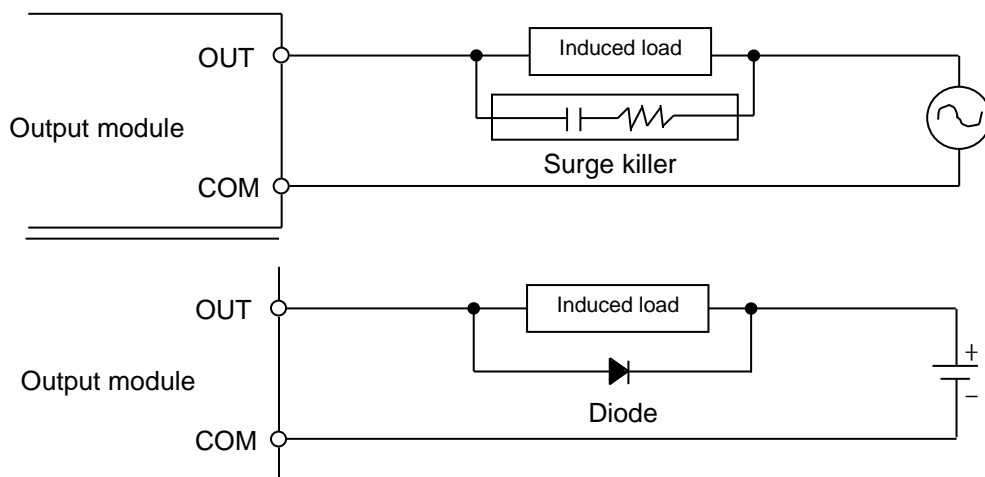 OUT
Induced load
Output module
Surge killer
COM
OUT
Induced load
+
Output module
−
Diode
COM